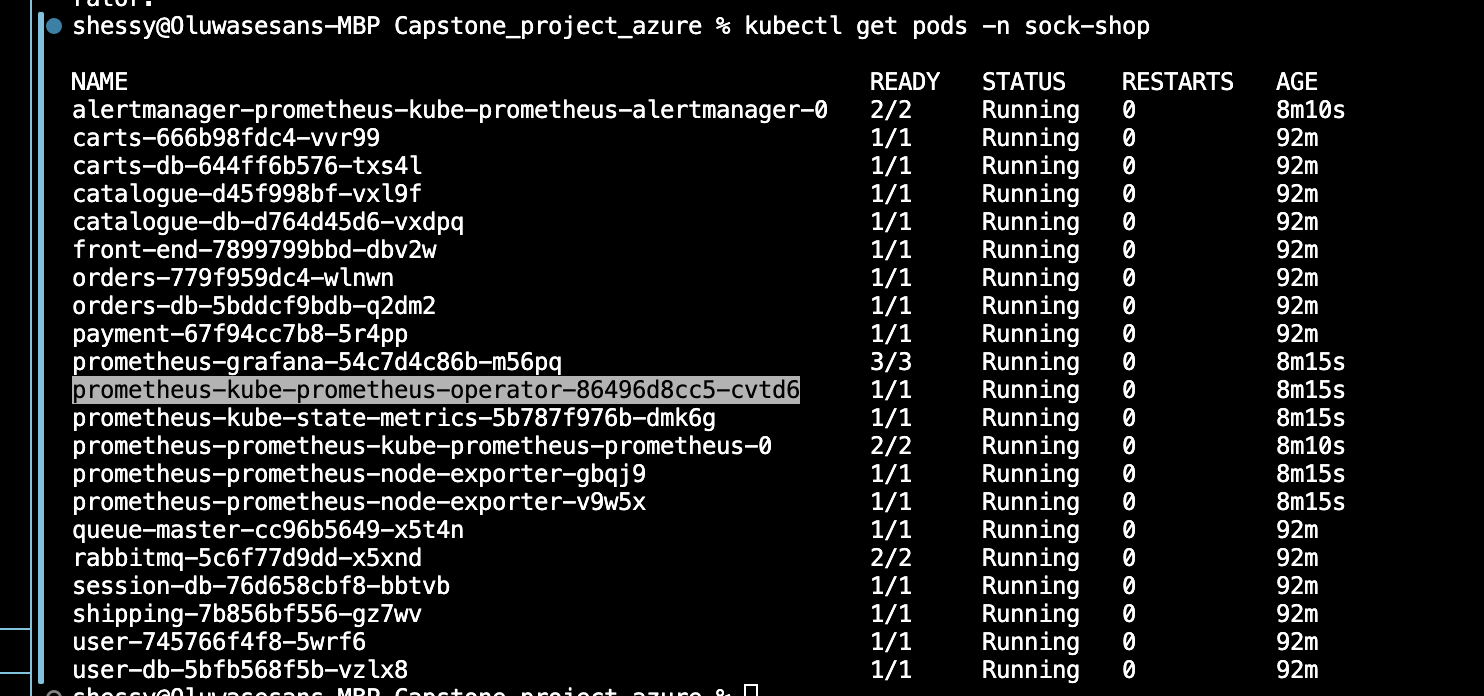 rator.
shessy@Oluwasesans-MBP Capstone_project_azure % kubectl get pods -n sock-shop
NAME READY STATUS RESTARTS AGE
alertmanager-prometheus-kube-prometheus-alertmanager-0 2/2 Running 0 8m10s
carts-666b98fdc4-vvr99 1/1 Running 0 92m
carts-db-644ff6b576-txs4l 1/1 Running 0 92m
catalogue-d45f998bf-vxl9f 1/1 Running 0 92m
catalogue-db-d764d45d6-vxdpq 1/1 Running 0 92m
front-end-7899799bbd-dbv2w 1/1 Running 0 92m
orders-779f959dc4-wlnwn 1/1 Running 0 92m
orders-db-5bddcf9bdb-q2dm2 1/1 Running 0 92m
payment-67f94cc7b8-5r4pp 1/1 Running 0 92m
prometheus-grafana-54c7d4c86b-m56pq 3/3 Running 0 8m15s
prometheus-kube-prometheus-operator-86496d8cc5-cvtd6 1/1 Running 0 8m15s
prometheus-kube-state-metrics-5b787f976b-dmk6g 1/1 Running 0 8m15s
prometheus-prometheus-kube-prometheus-prometheus-0 2/2 Running 0 8m10s
prometheus-prometheus-node-exporter-gbqj9 1/1 Running 0 8m15s
prometheus-prometheus-node-exporter-v9w5x 1/1 Running 0 8m15s
queue-master-cc96b5649-x5t4n 1/1 Running 0 92m
rabbitmq-5c6f77d9dd-x5xnd 2/2 Running 0 92m
session-db-76d658cbf8-bbtvb 1/1 Running 0 92m
shipping-7b856bf556-gz7wv 1/1 Running 0 92m
user-745766f4f8-5wrf6 1/1 Running 0 92m
user-db-5bfb568f5b-vzlx8 1/1 Running 0 92m
shessy@Oluwasesans-MBP Capstone_project_azure %